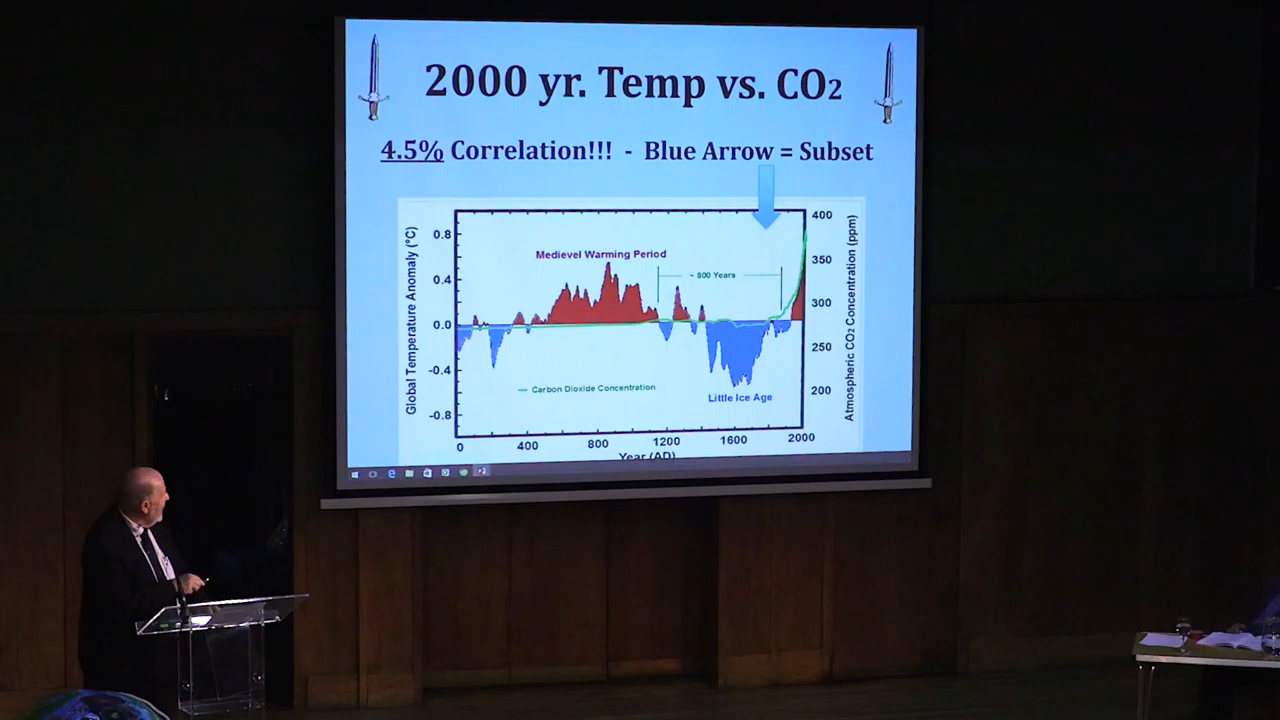 2000 yr. Temp vs. CO2
4.5% Correlation!!! - Blue Arrow = Subset
Global Temperature Anomaly (°C)
0.8
0.4
0.0
-0.4
-0.8
Medievel Warming Period
~ 800 Years
Carbon Dioxide Concentration
Little Ice Age
400
350
300
250
200
Atmospheric CO2 Concentration (ppm)
0 400 800 1200 1600 2000
Year (AD)